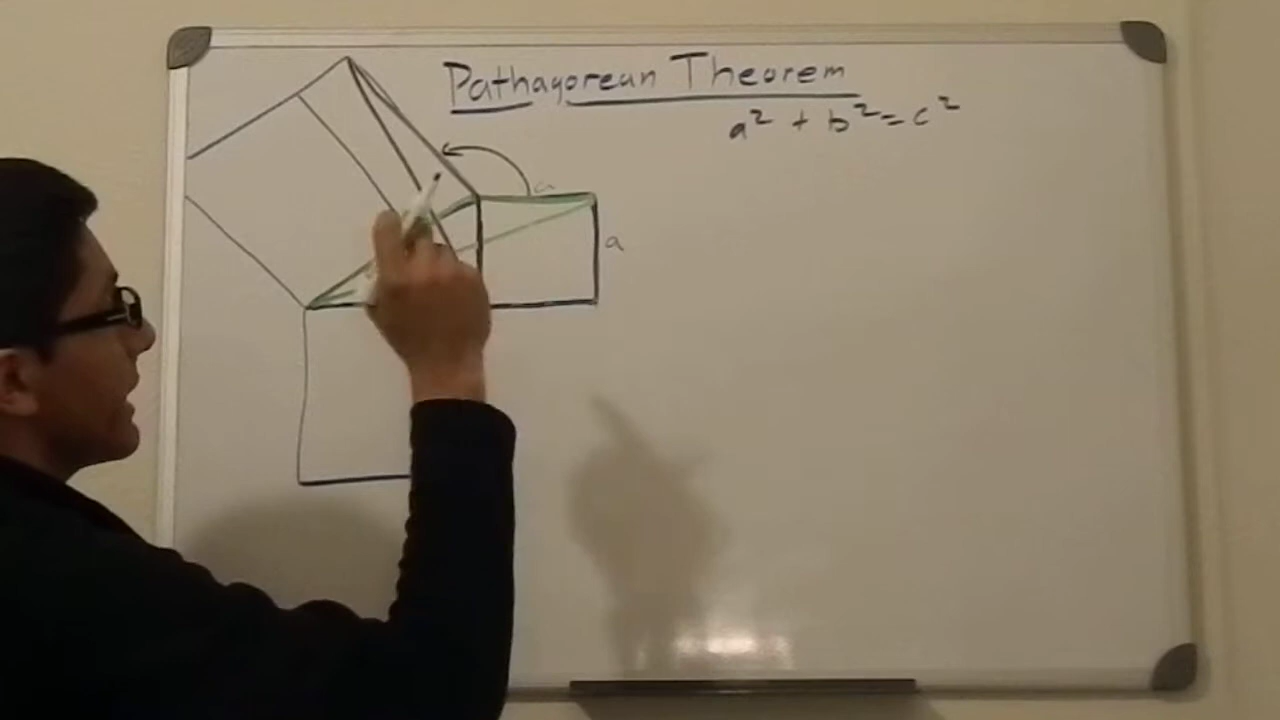 Pathagorean Theorem
a² + b² = c²
a
a